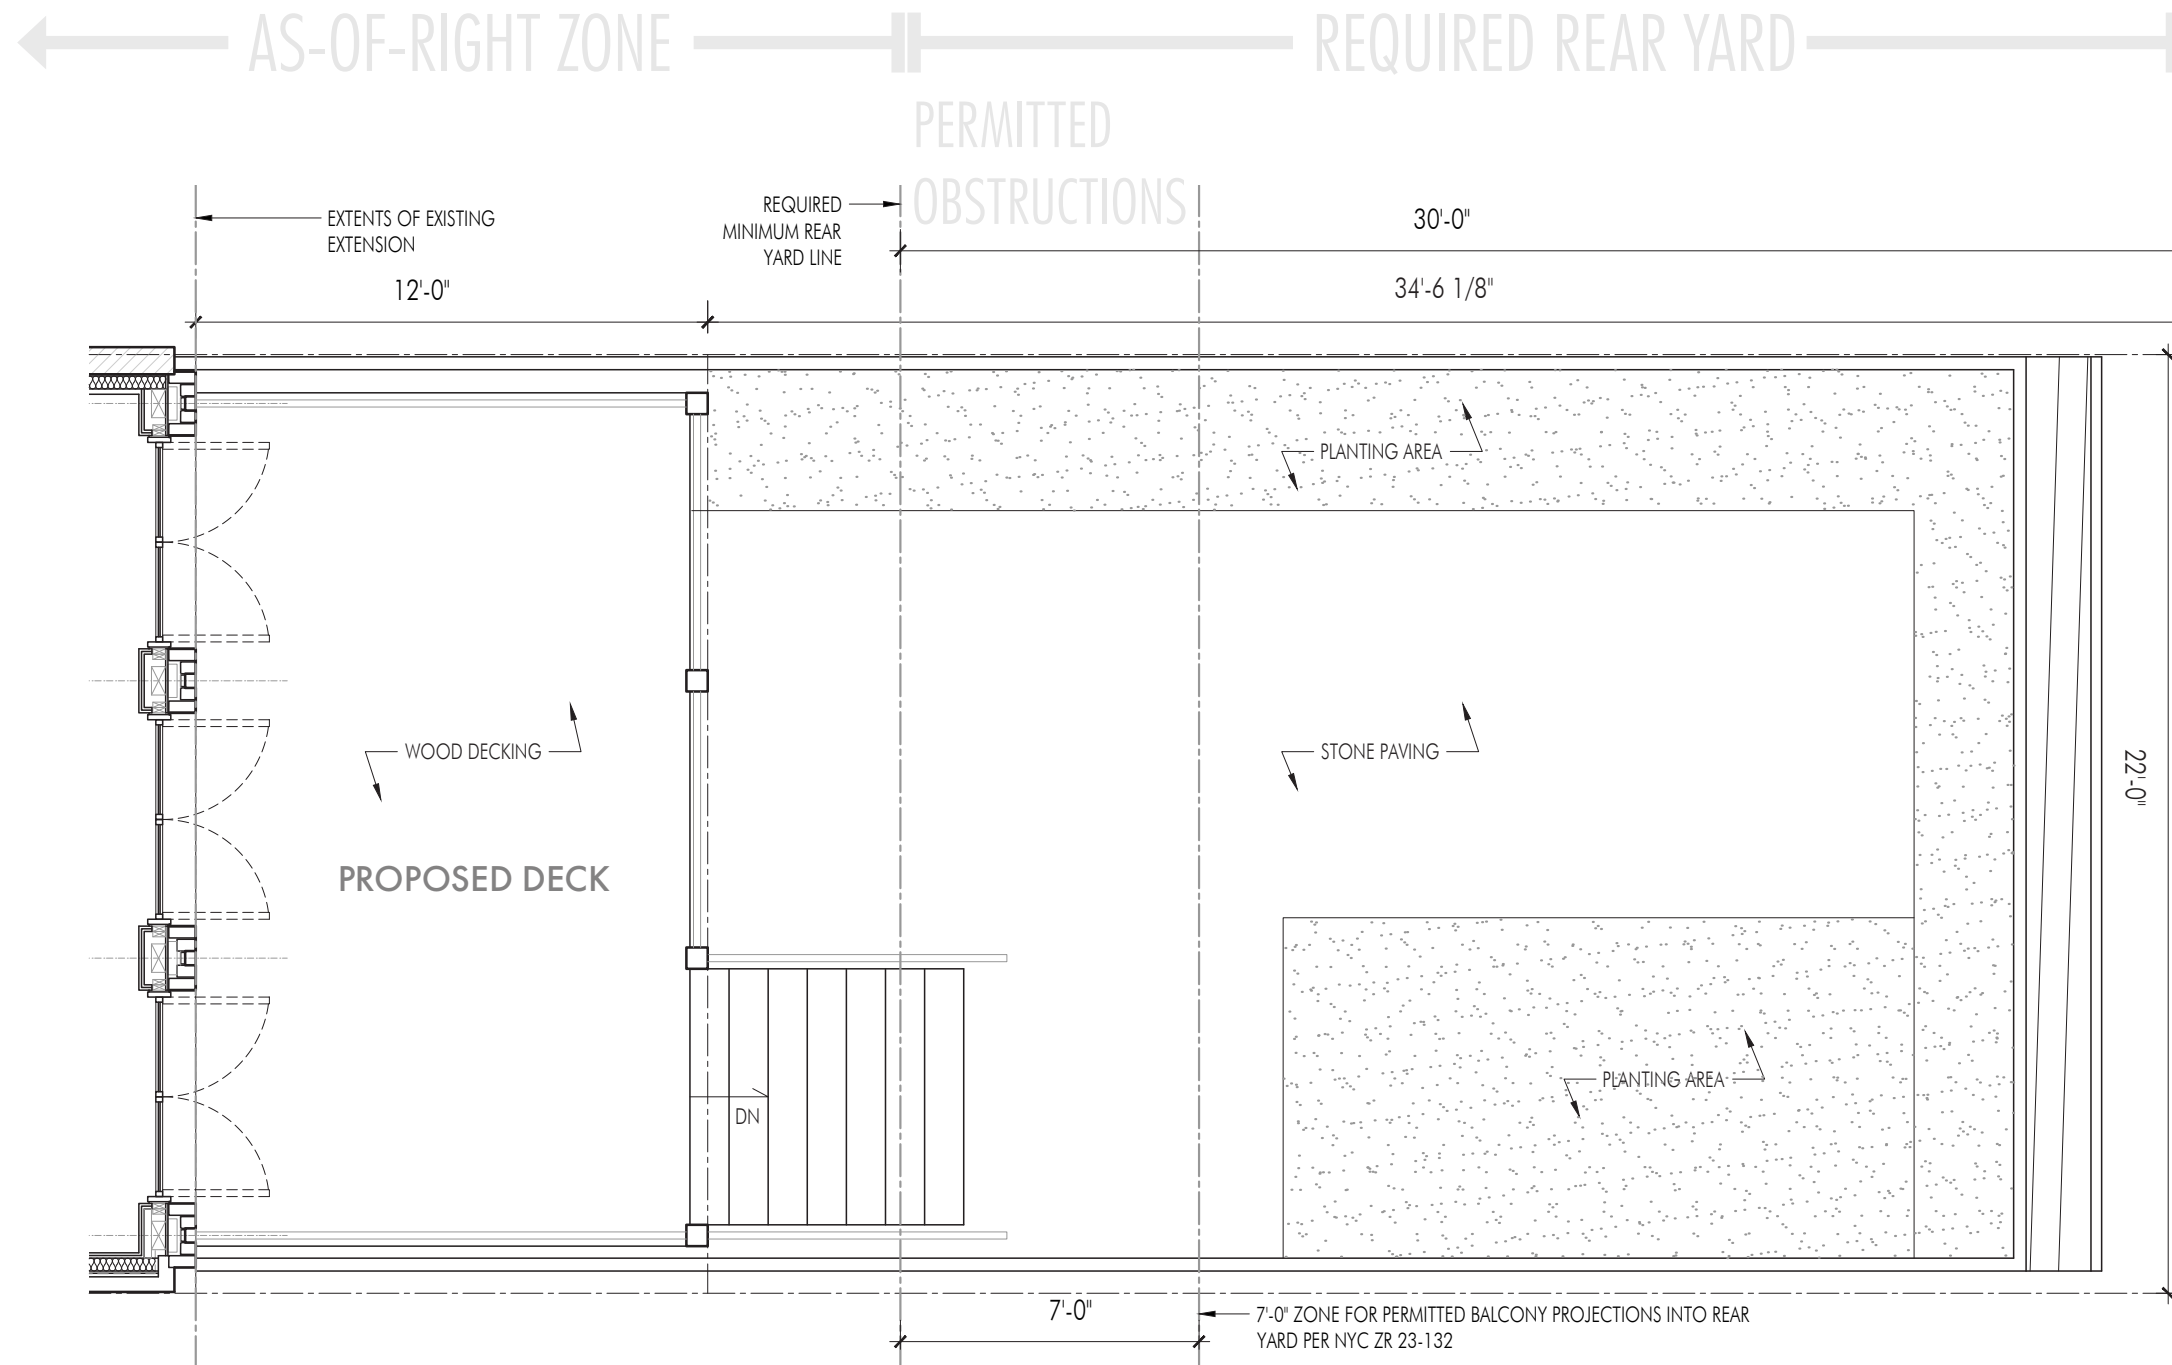 AS-OF-RIGHT ZONE
REQUIRED REAR YARD
PERMITTED
OBSTRUCTIONS
EXTENTS OF EXISTING
EXTENSION
REQUIRED
MINIMUM REAR
YARD LINE
30'-0"
12'-0"
34'-6 1/8"
PLANTING AREA
WOOD DECKING
STONE PAVING
22'-0"
PROPOSED DECK
PLANTING AREA
DN
7'-0"
7'-0" ZONE FOR PERMITTED BALCONY PROJECTIONS INTO REAR
YARD PER NYC ZR 23-132